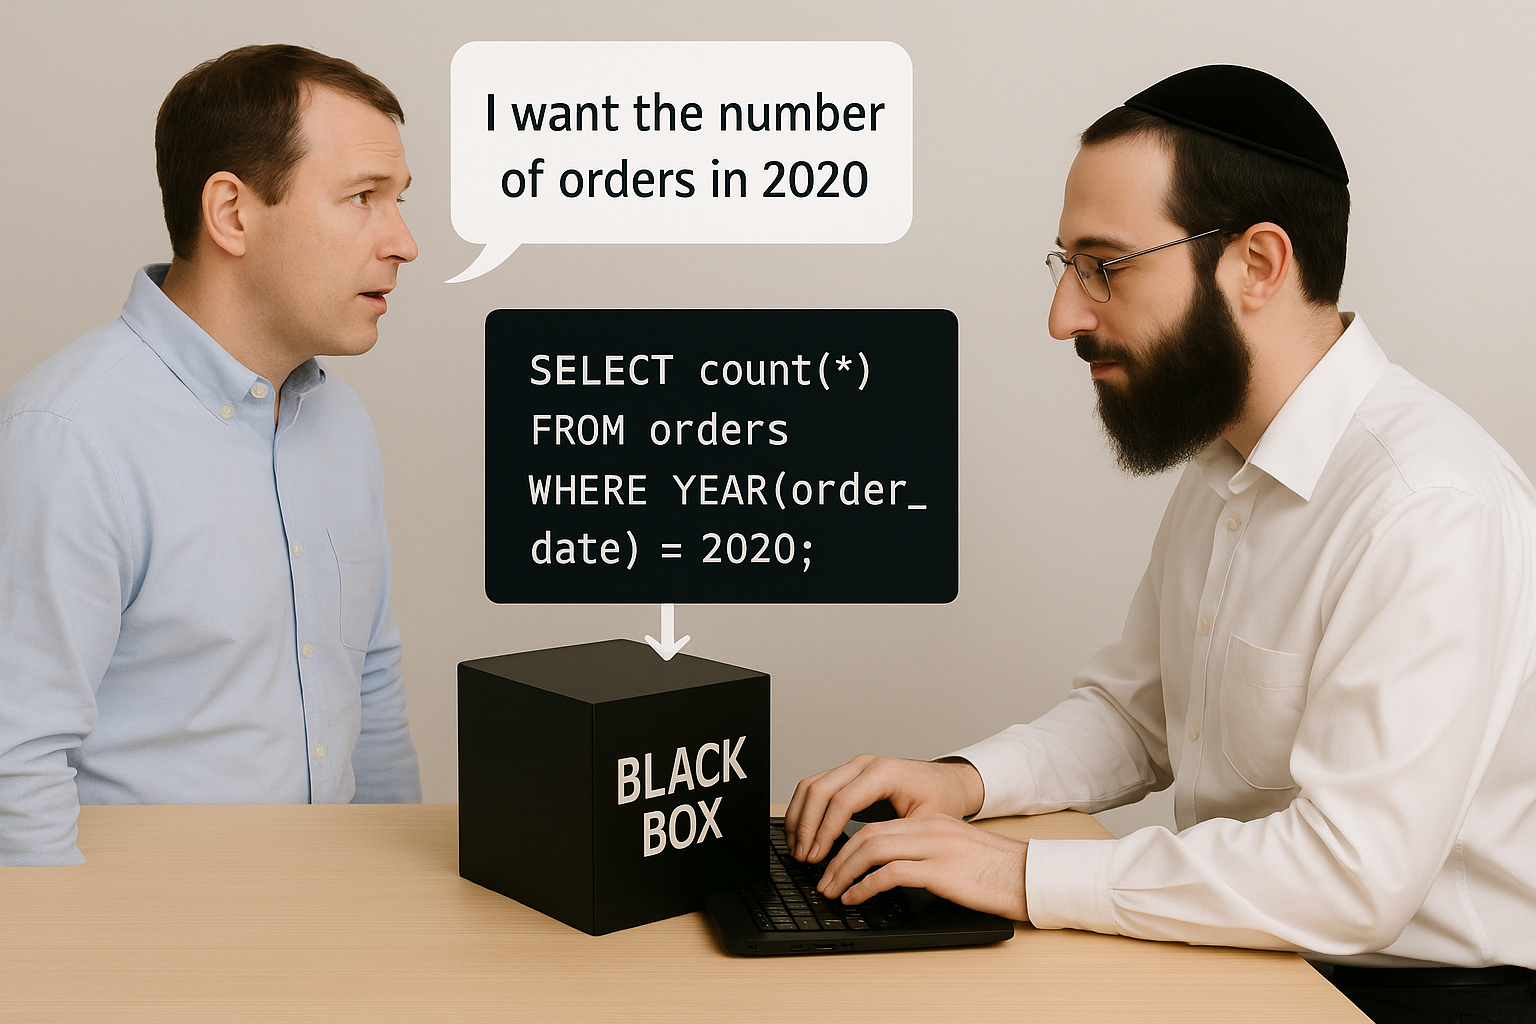 I want the number
of orders in 2020
SELECT count(*)
FROM orders
WHERE YEAR(order_
date) = 2020;
BLACK
BOX